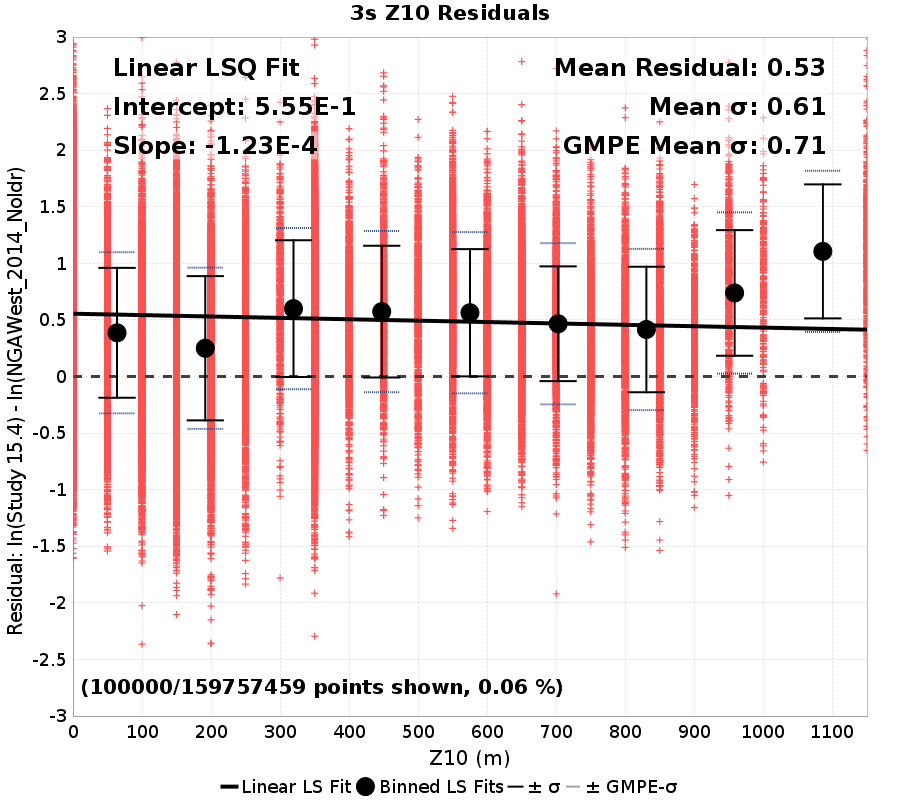 3s Z10 Residuals
Linear LSQ Fit
Intercept: 5.55E-1
Slope: -1.23E-4
Mean Residual: 0.53
Mean σ: 0.61
GMPE Mean σ: 0.71
Residual: ln(Study 15.4) - ln(NGAWest_2014_NoIdr)
3
2.5
2
1.5
1
0.5
0
-0.5
-1
-1.5
-2
-2.5
-3
(100000/159757459 points shown, 0.06 %)
0 100 200 300 400 500 600 700 800 900 1000 1100
Z10 (m)
Linear LS Fit Binned LS Fits ± σ ± GMPE-σ